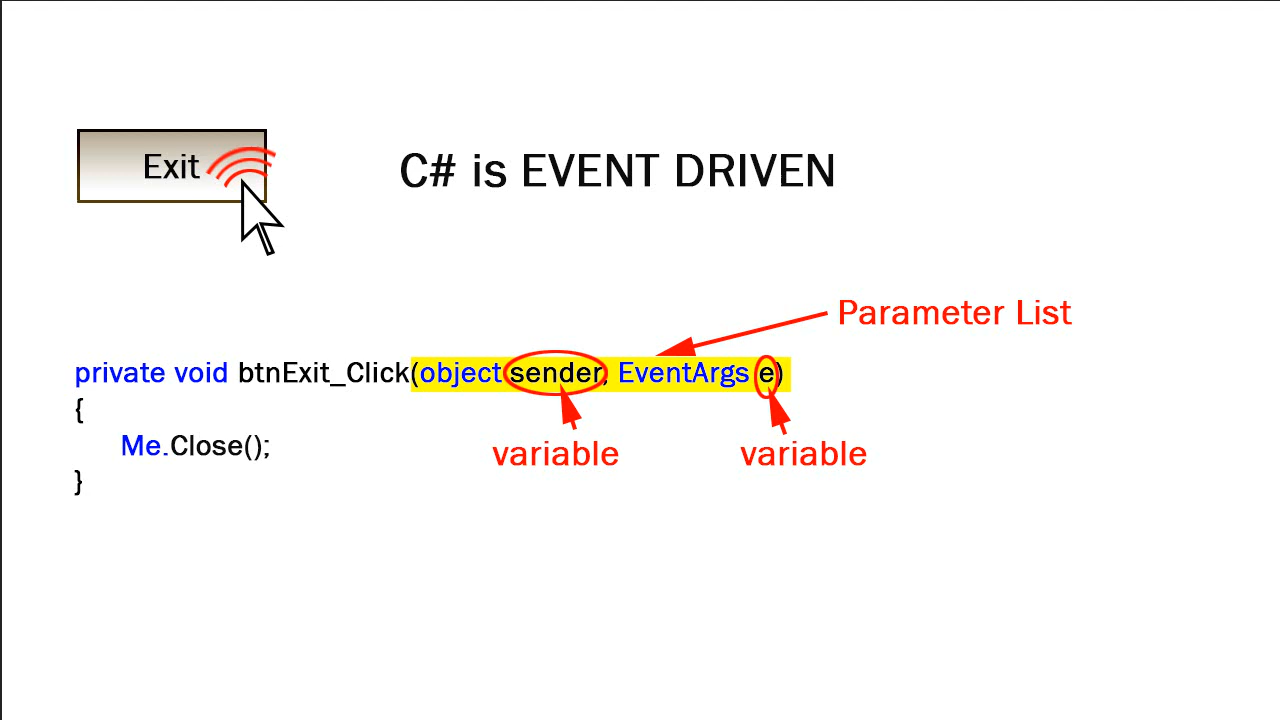 Exit
C# is EVENT DRIVEN
Parameter List
private void btnExit_Click(object sender, EventArgs e)
{
Me.Close();
}
variable
variable